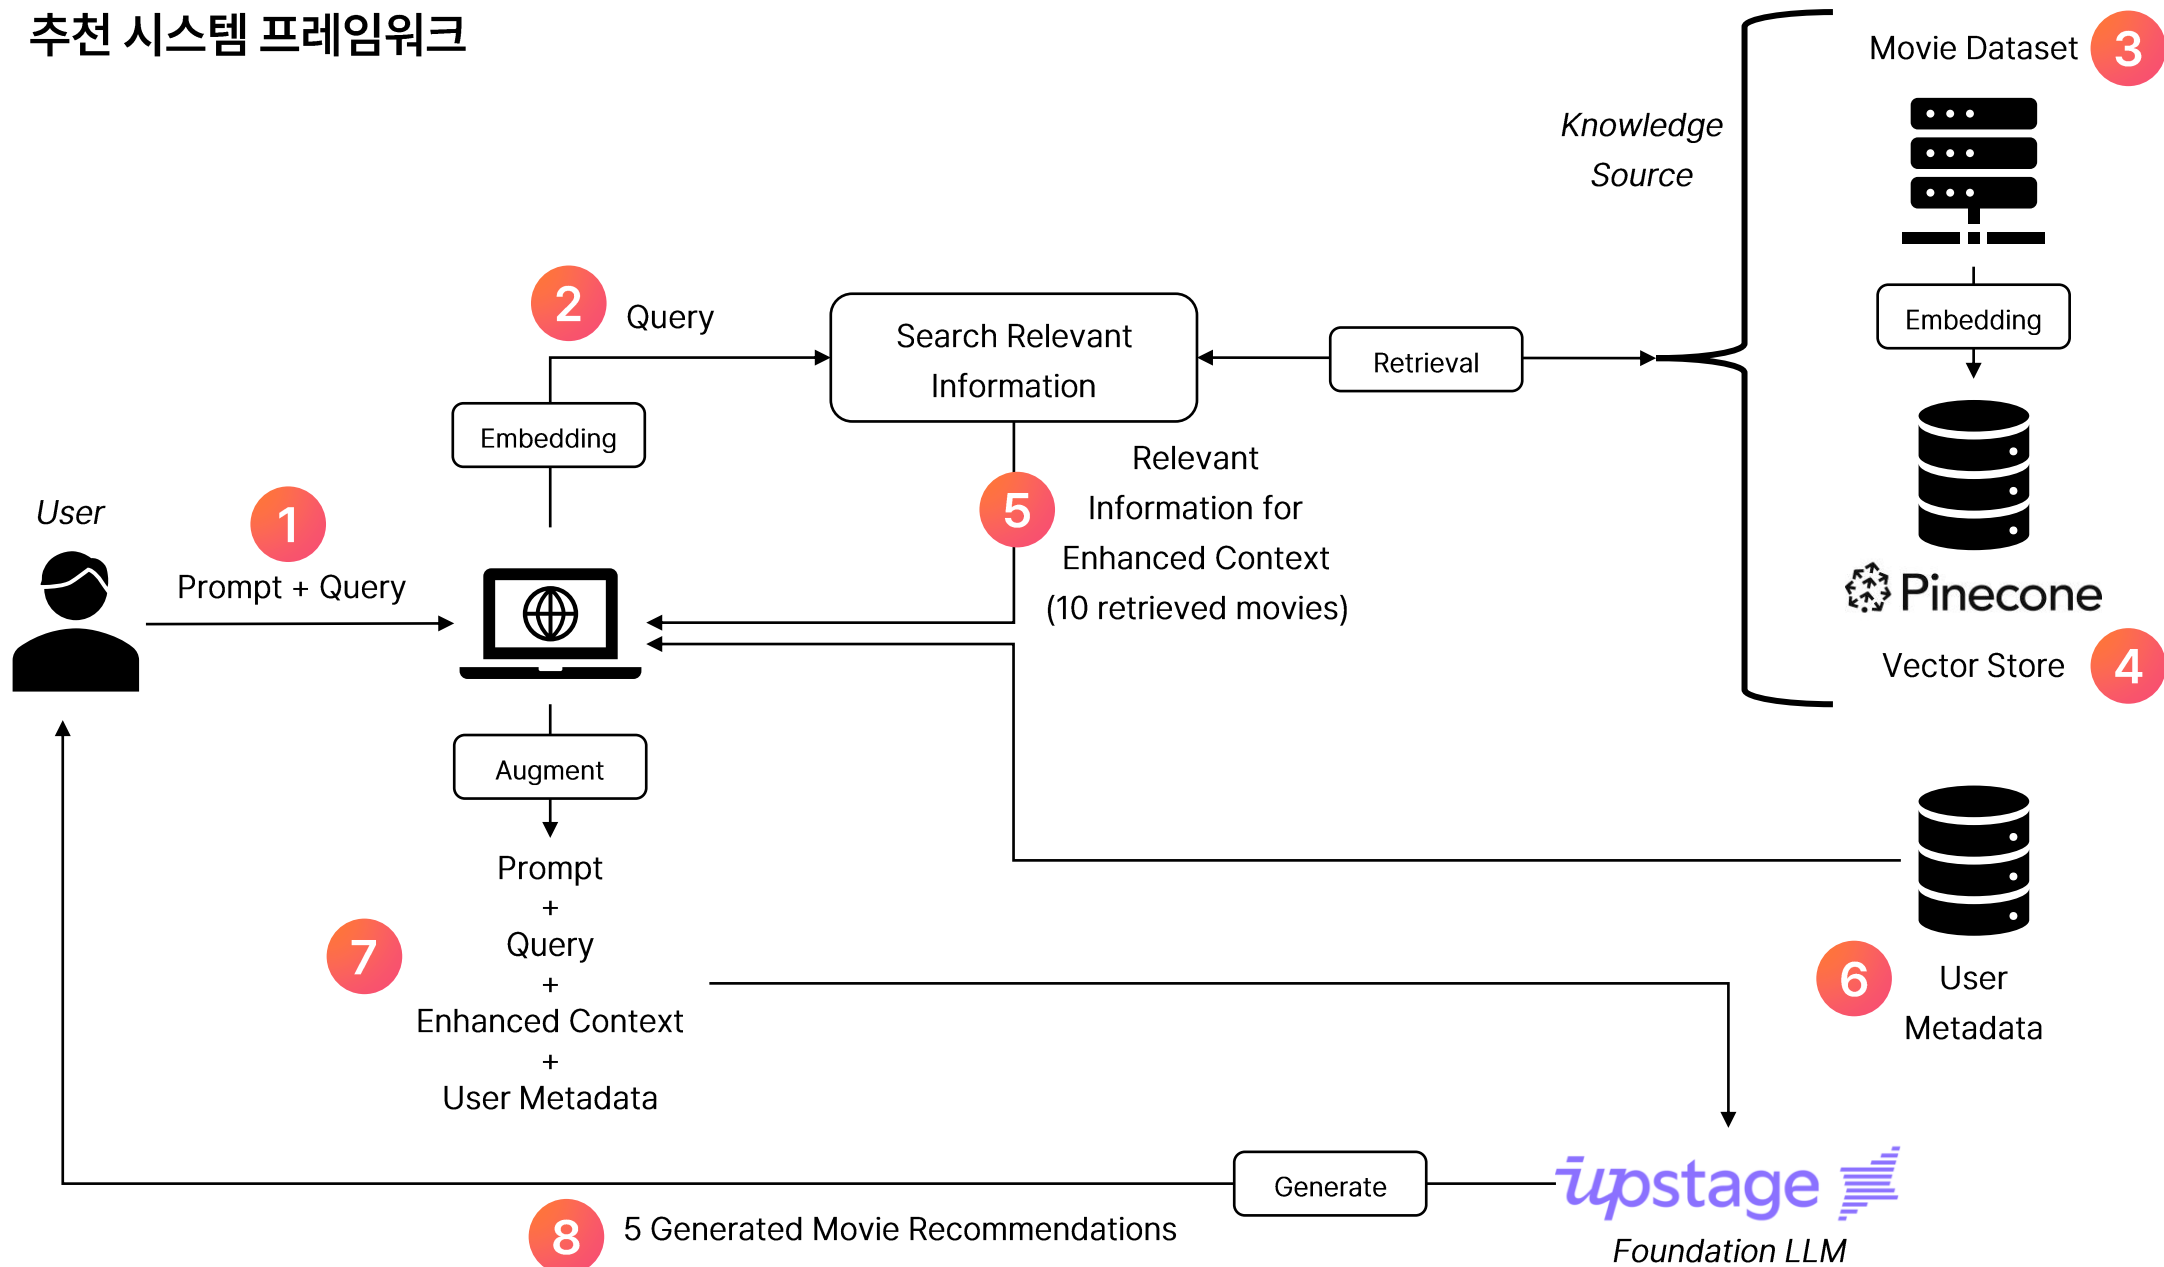 추천 시스템 프레임워크
Movie Dataset
3
Knowledge
Source
Embedding
2
Query
Search Relevant
Information
Retrieval
Embedding
Relevant
Information for
Enhanced Context
(10 retrieved movies)
5
User
1
Prompt + Query
Pinecone
Vector Store
4
Augment
Prompt
+
Query
+
Enhanced Context
+
User Metadata
7
6
User
Metadata
Generate
upstage
Foundation LLM
8
5 Generated Movie Recommendations